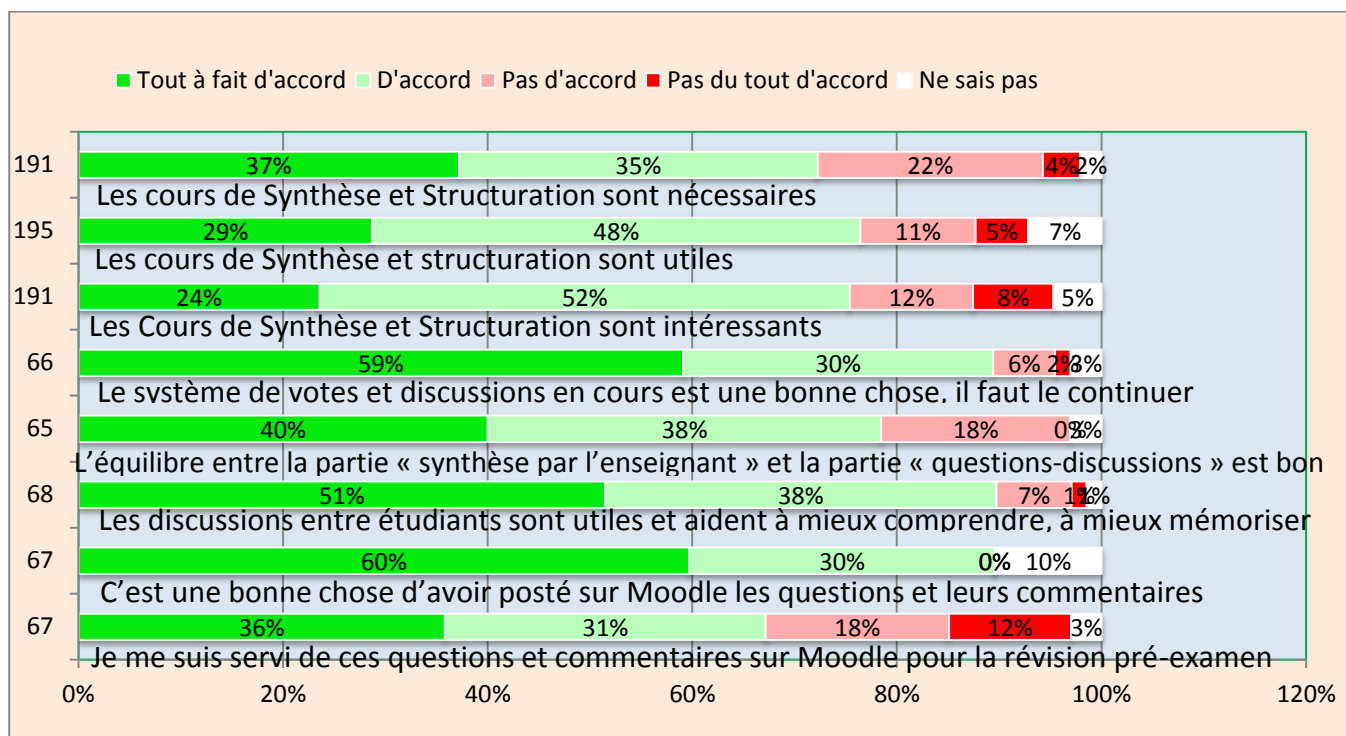 Tout à fait d'accord D'accord Pas d'accord Pas du tout d'accord Ne sais pas
191 37% 35% 22% 4% 2%
Les cours de Synthèse et Structuration sont nécessaires
195 29% 48% 11% 5% 7%
Les cours de Synthèse et structuration sont utiles
191 24% 52% 12% 8% 5%
Les Cours de Synthèse et Structuration sont intéressants
66 59% 30% 6% 2% 3%
Le système de votes et discussions en cours est une bonne chose, il faut le continuer
65 40% 38% 18% 0% 3%
L’équilibre entre la partie « synthèse par l’enseignant » et la partie « questions-discussions » est bon
68 51% 38% 7% 1% 1%
Les discussions entre étudiants sont utiles et aident à mieux comprendre, à mieux mémoriser
67 60% 30% 0% 0% 10%
C’est une bonne chose d’avoir posté sur Moodle les questions et leurs commentaires
67 36% 31% 18% 12% 3%
Je me suis servi de ces questions et commentaires sur Moodle pour la révision pré-examen
0% 20% 40% 60% 80% 100% 120%